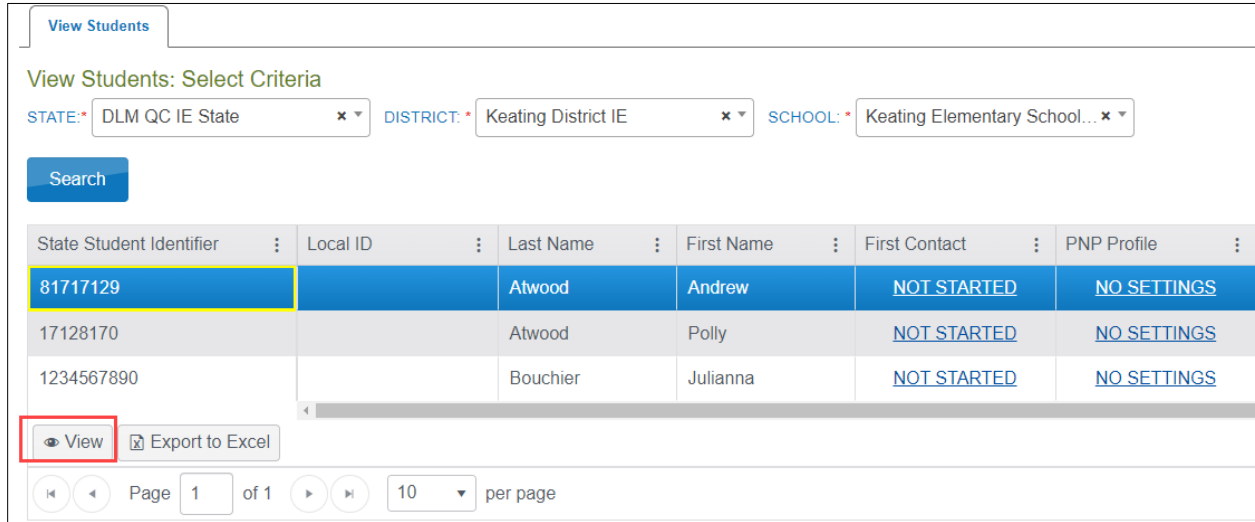 View Students
View Students: Select Criteria
STATE:* DLM QC IE State × DISTRICT: * Keating District IE × SCHOOL: * Keating Elementary School... ×
Search
State Student Identifier Local ID Last Name First Name First Contact PNP Profile
81717129 Atwood Andrew NOT STARTED NO SETTINGS
17128170 Atwood Polly NOT STARTED NO SETTINGS
1234567890 Bouchier Julianna NOT STARTED NO SETTINGS
View Export to Excel
Page 1 of 1 10 per page